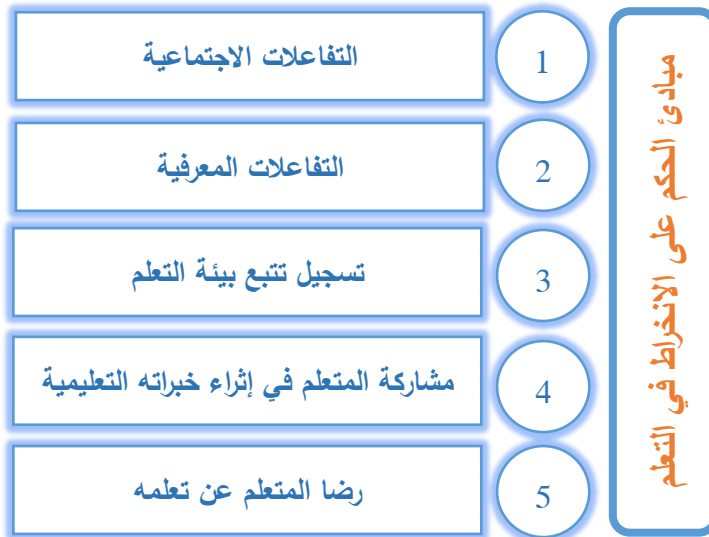 مبادئ الحكم على الانخراط في التعلم
1
التفاعلات الاجتماعية
2
التفاعلات المعرفية
3
تسجيل تتبع بيئة التعلم
4
مشاركة المتعلم في إثراء خبراته التعليمية
5
رضا المتعلم عن تعلمه